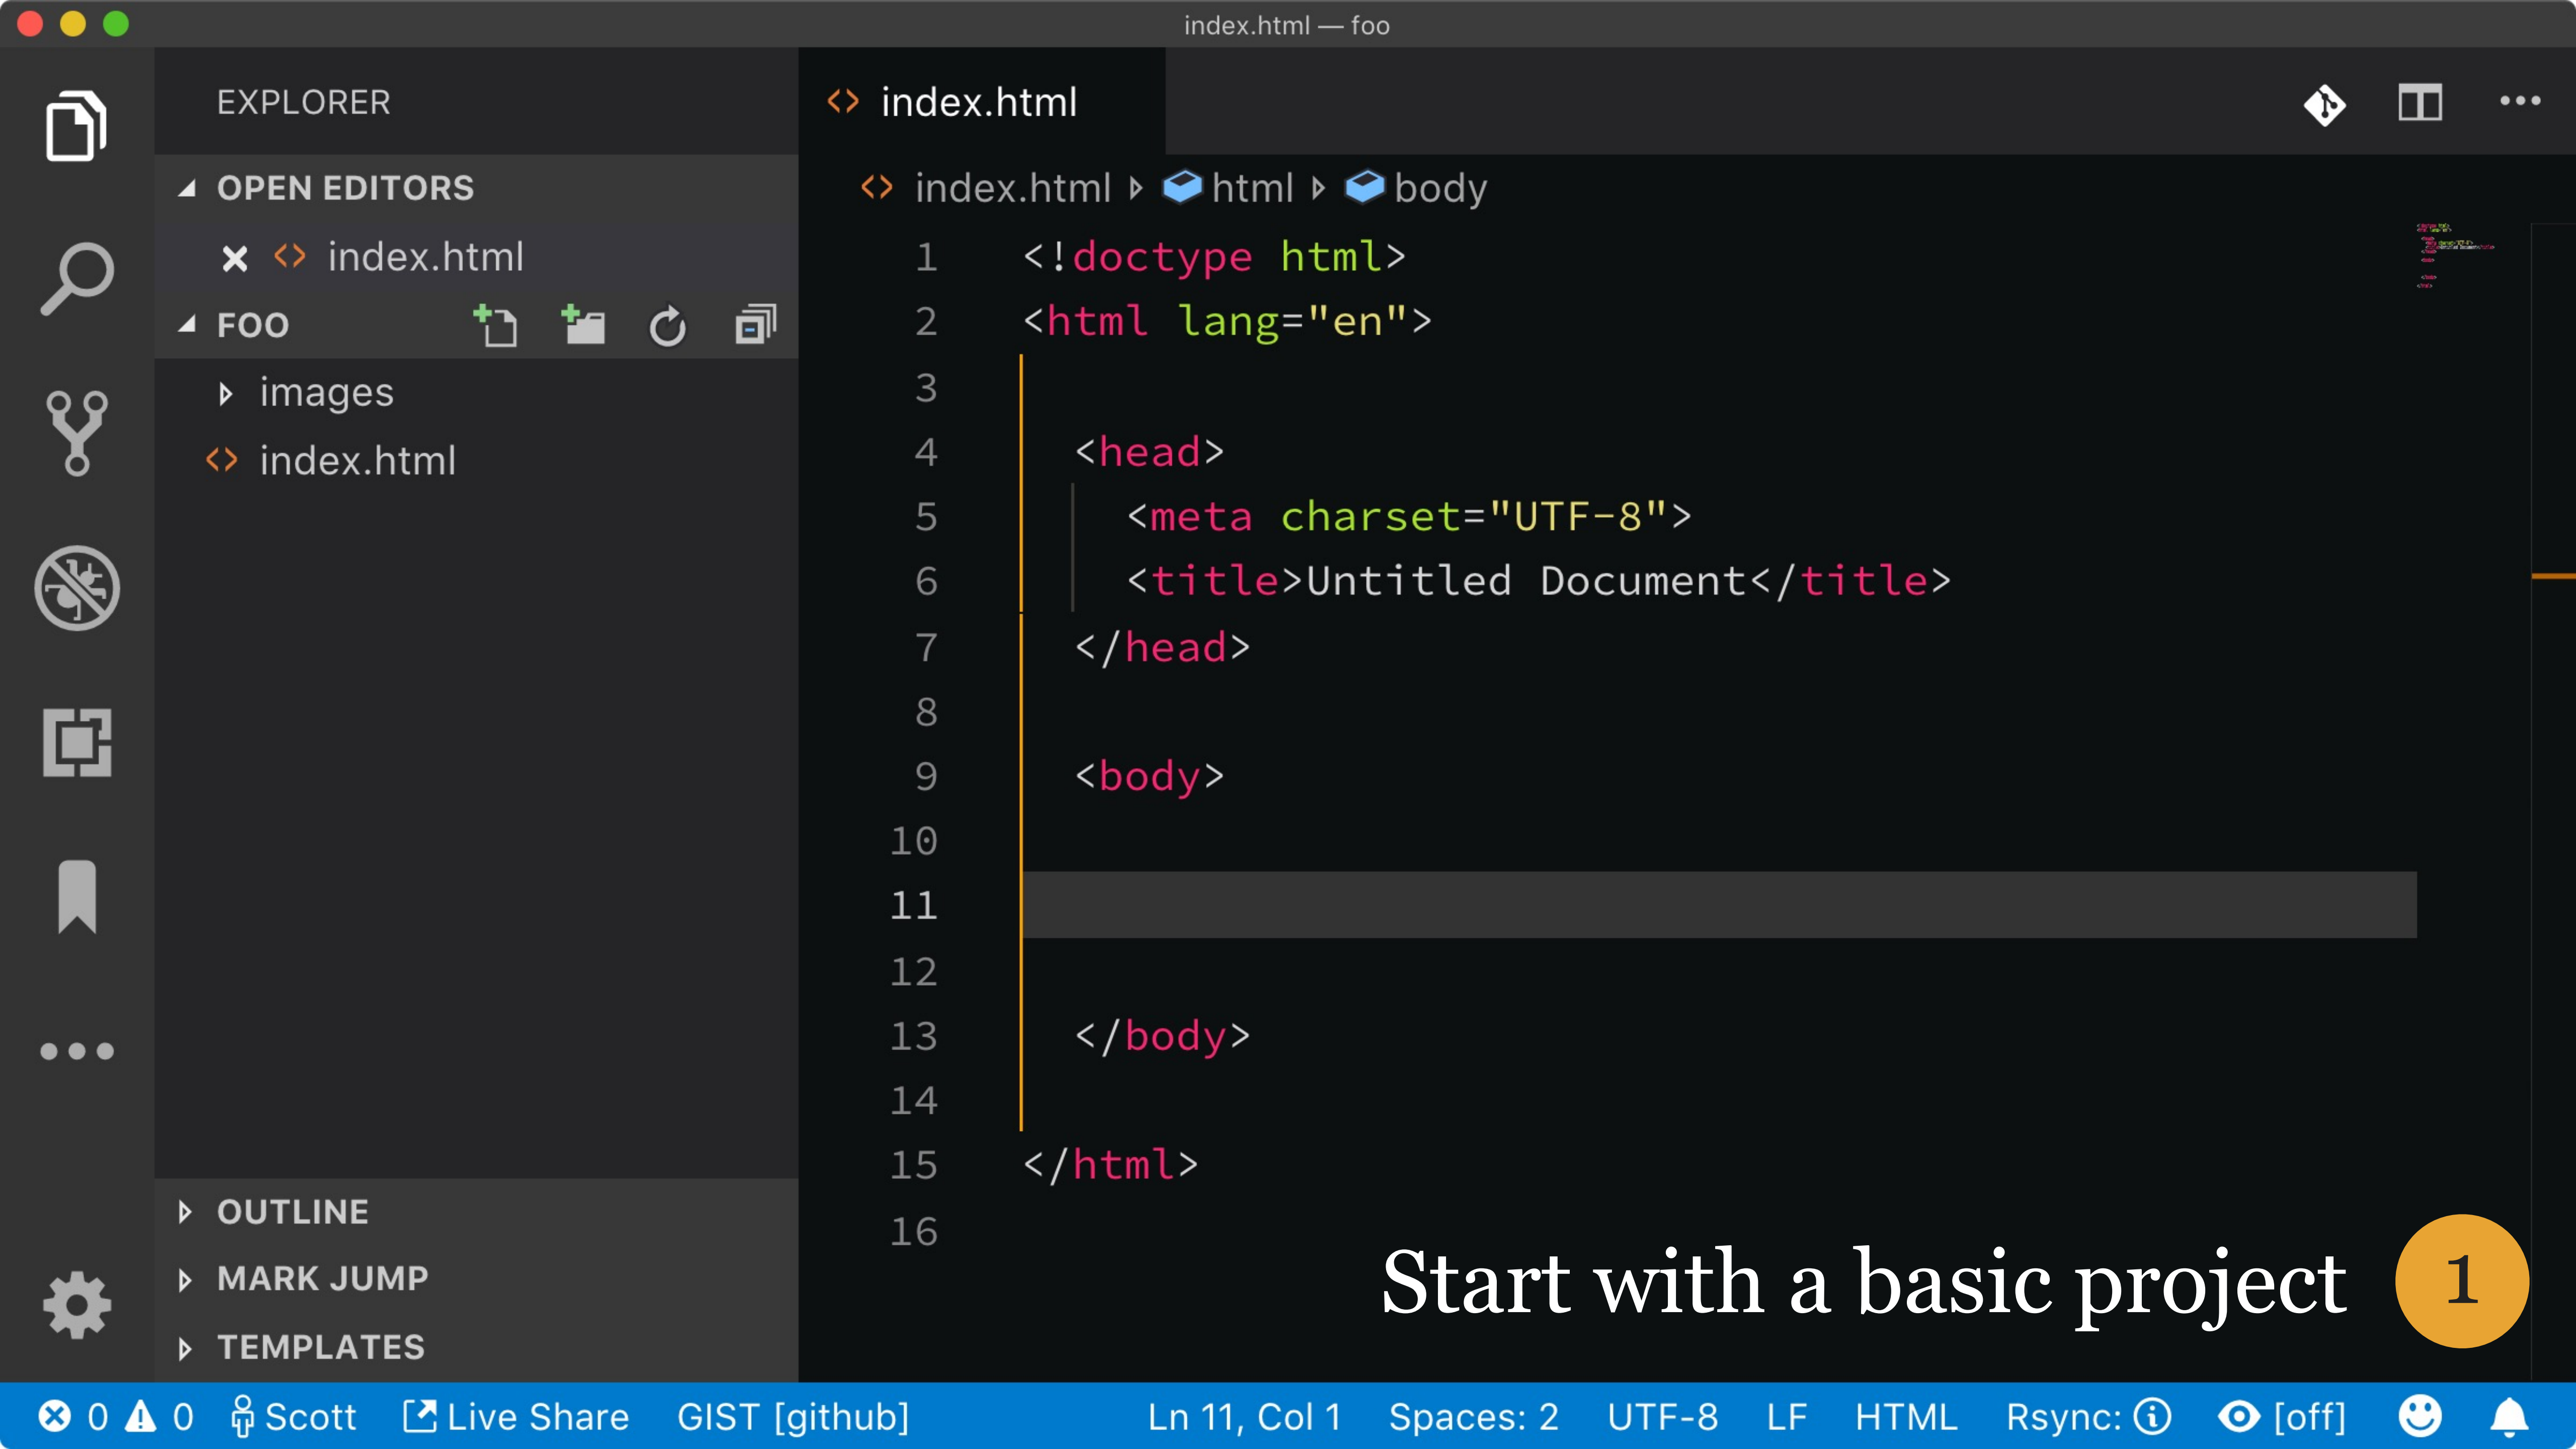 index.html — foo
EXPLORER
OPEN EDITORS
index.html
FOO
images
index.html
OUTLINE
MARK JUMP
TEMPLATES
index.html
index.html html body
1 <!doctype html>
2 <html lang="en">
3
4 <head>
5 <meta charset="UTF-8">
6 <title>Untitled Document</title>
7 </head>
8
9 <body>
10
11
12
13 </body>
14
15 </html>
16
Start with a basic project 1
0 0 Scott Live Share GIST [github] Ln 11, Col 1 Spaces: 2 UTF-8 LF HTML Rsync: [off]